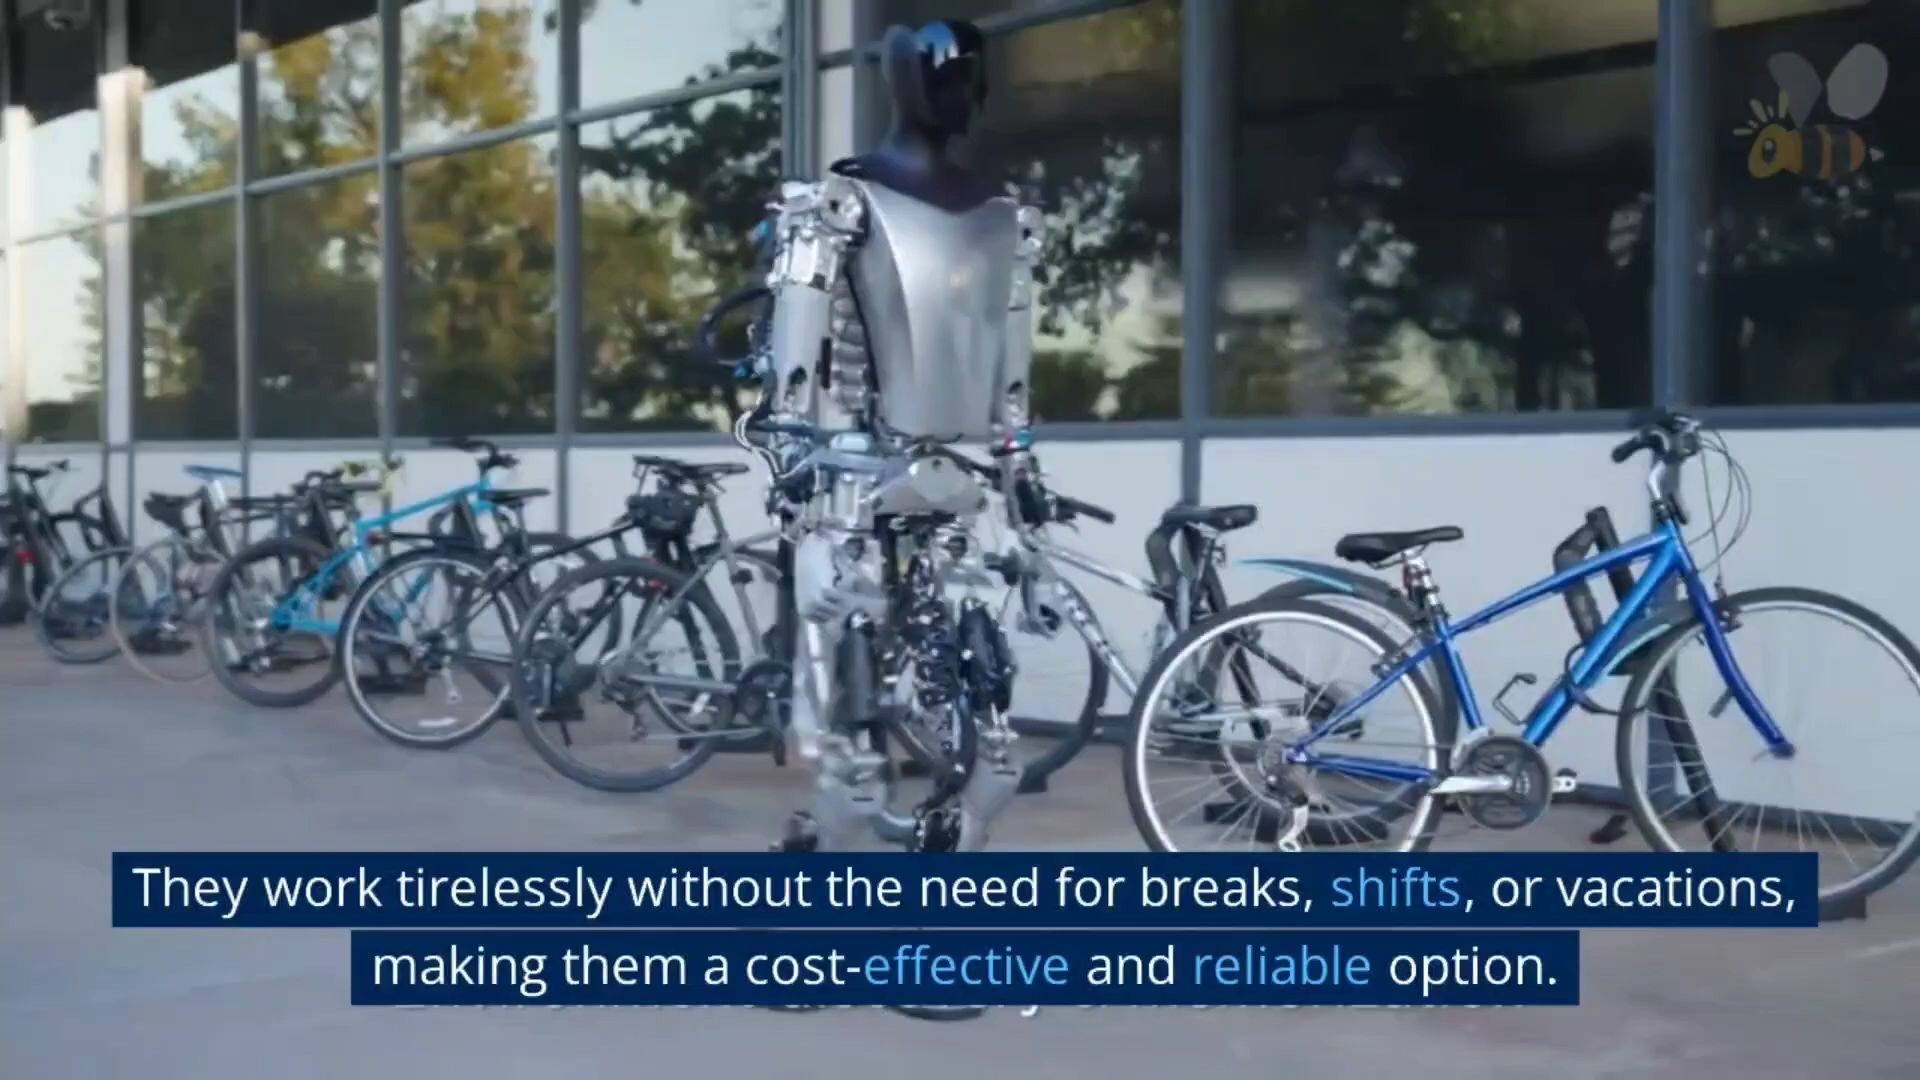 They work tirelessly without the need for breaks, shifts, or vacations,
making them a cost-effective and reliable option.